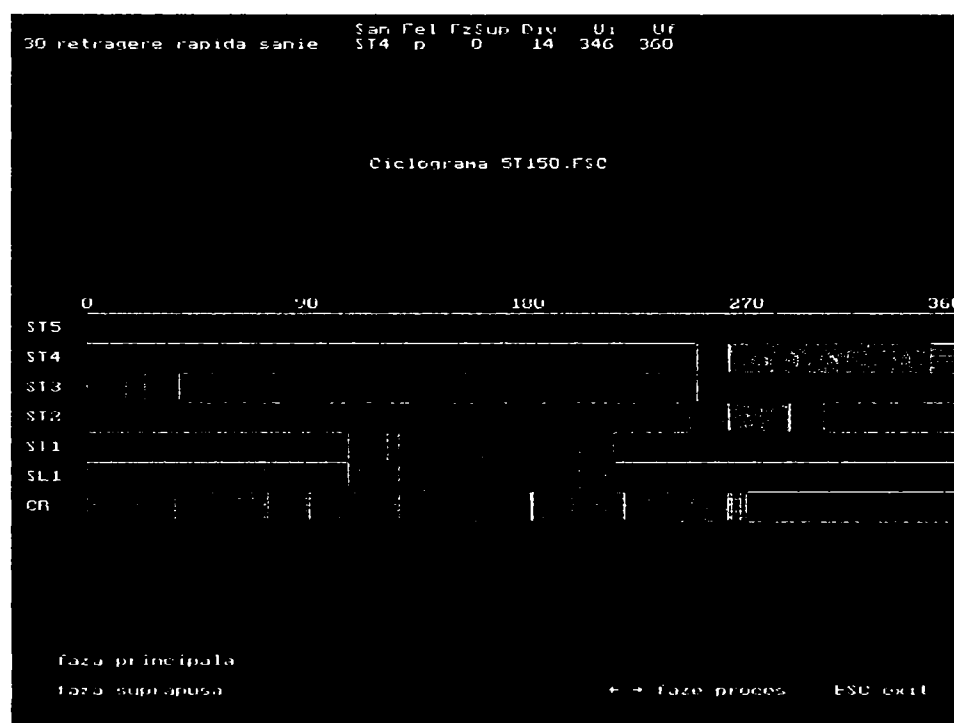 San Fel FzSup Div Ui Uf
30 retragere rapida sanie ST4 p 0 14 346 360
Ciclograma ST150.FSC
0 90 180 270 360
ST5
ST4
ST3
ST2
ST1
SL1
CR
faza principala
faza suprapusa ← → faze proces ESC exit